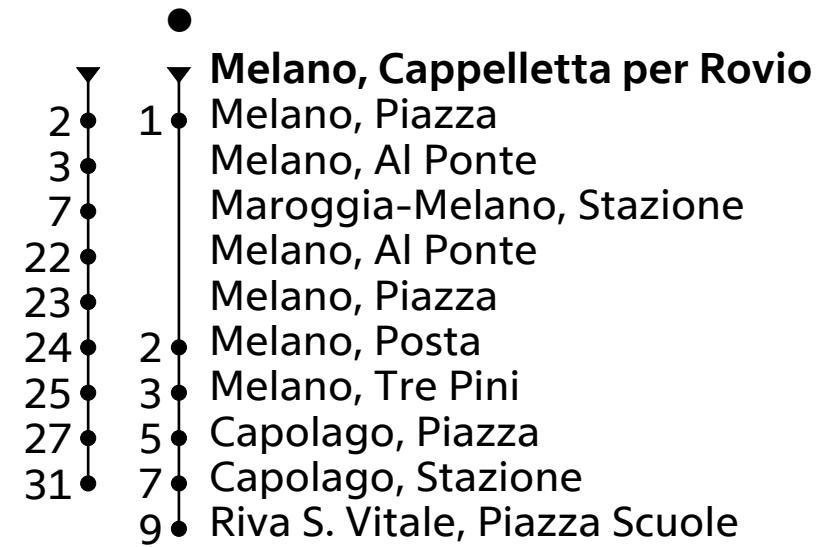 Melano, Cappelletta per Rovio
2 1 Melano, Piazza
3 Melano, Al Ponte
7 Maroggia-Melano, Stazione
22 Melano, Al Ponte
23 Melano, Piazza
24 2 Melano, Posta
25 3 Melano, Tre Pini
27 5 Capolago, Piazza
31 7 Capolago, Stazione
9 Riva S. Vitale, Piazza Scuole